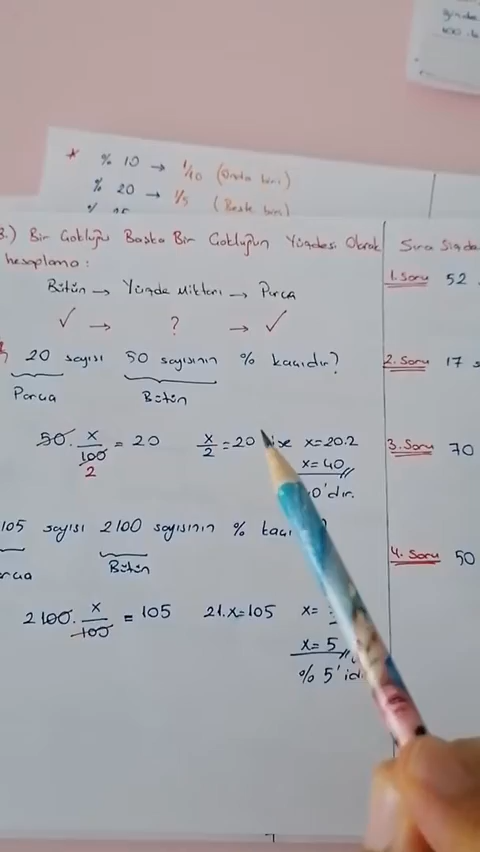 * % 10 → 1/10 (Onda biri)
% 20 → 1/5 (Beşte biri)
3.) Bir Çokluğu Başka Bir Çokluğun Yüzdesi Olarak
hesaplama :
Bütün → Yüzde Miktarı → Parça
✓ → ? → ✓
20 sayısı 50 sayısının % kaçıdır?
Parça Bütün
50 . x/100 = 20 x/2 = 20 ise x=20.2
2 x=40
0'dır.
105 sayısı 2100 sayısının %
Bütün
2100 . x/100 = 105 21.x=105 x=
x=5
% 5'
Sıra Sizde
1. Soru 52
2. Soru 17
3. Soru 70
4. Soru 50